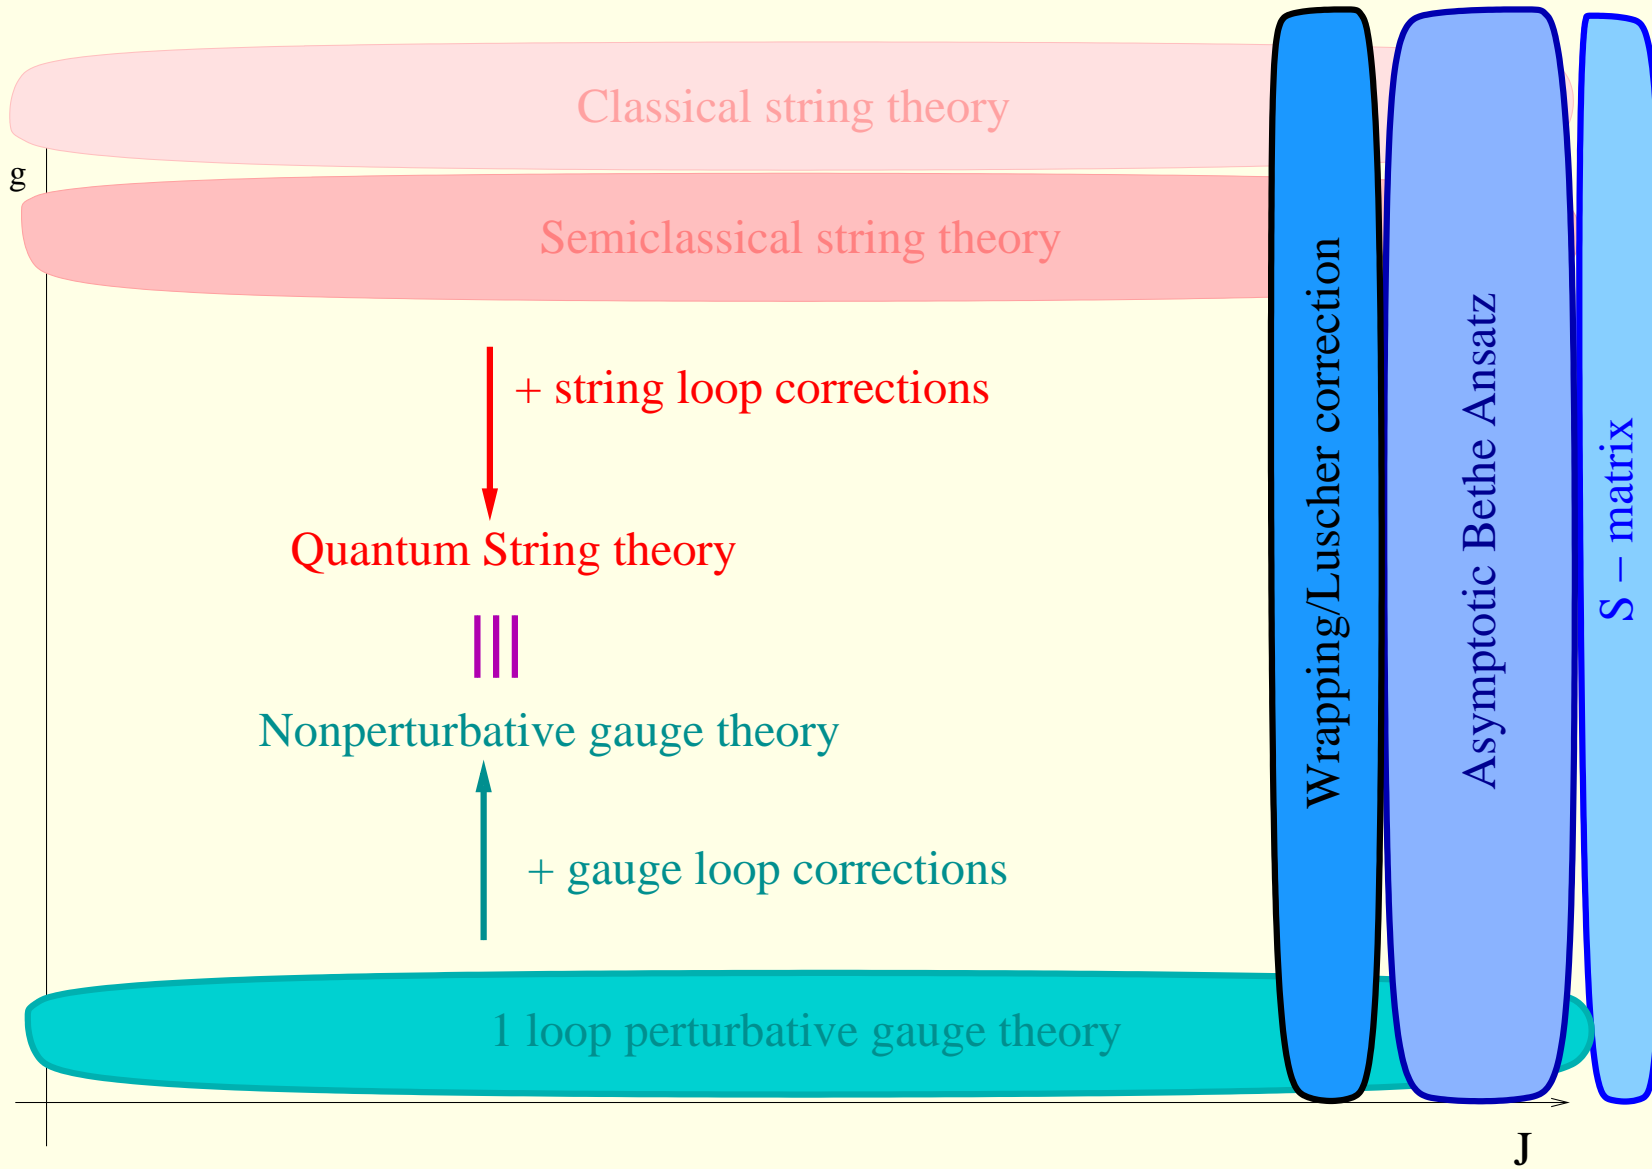 Classical string theory
g
Semiclassical string theory
+ string loop corrections
Quantum String theory
Nonperturbative gauge theory
+ gauge loop corrections
1 loop perturbative gauge theory
Wrapping/Luscher correction
Asymptotic Bethe Ansatz
S – matrix
J